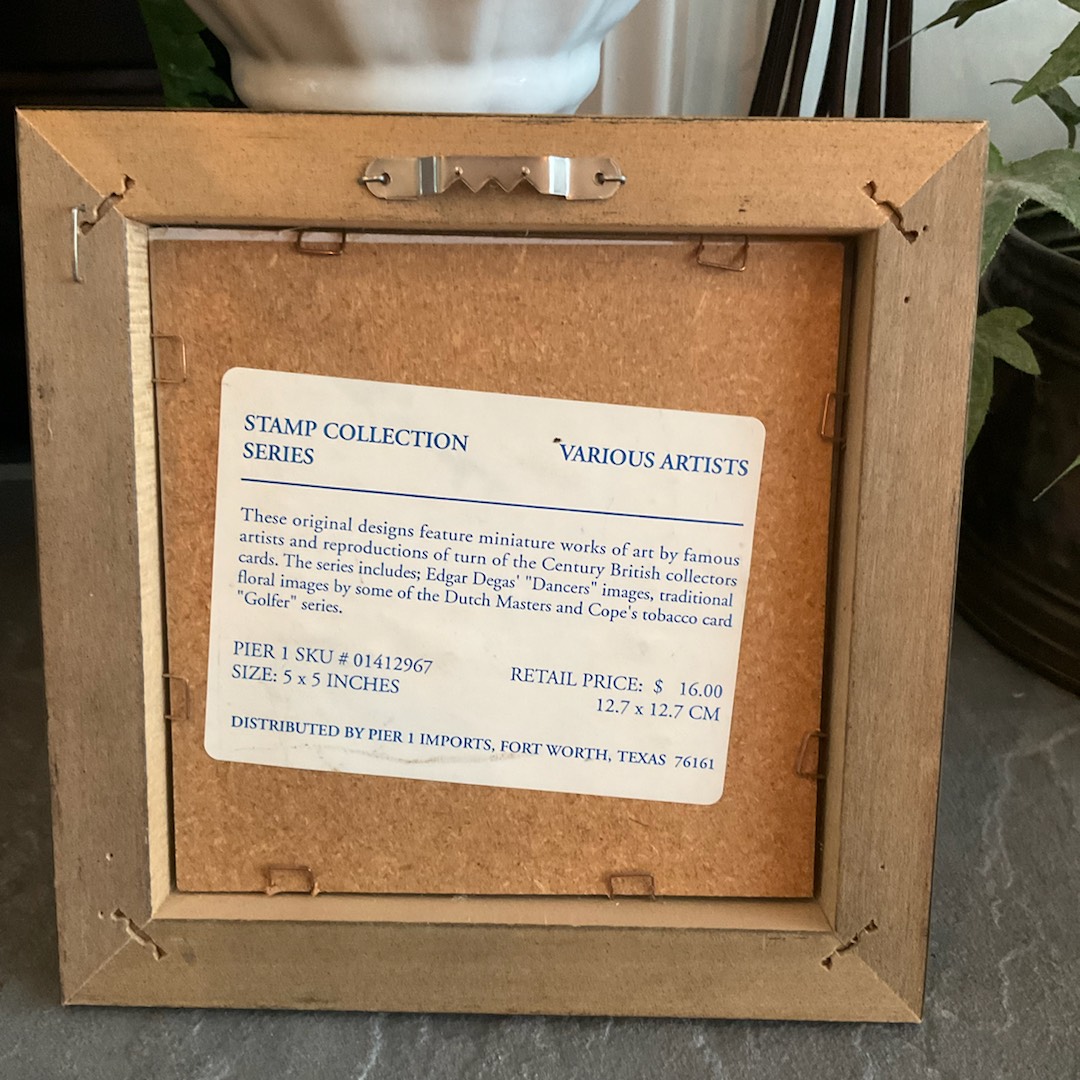 STAMP COLLECTION
SERIES
VARIOUS ARTISTS
These original designs feature miniature works of art by famous
artists and reproductions of turn of the Century British collectors
cards. The series includes; Edgar Degas' "Dancers" images, traditional
floral images by some of the Dutch Masters and Cope's tobacco card
"Golfer" series.
PIER 1 SKU # 01412967
SIZE: 5 x 5 INCHES
RETAIL PRICE: $ 16.00
12.7 x 12.7 CM
DISTRIBUTED BY PIER 1 IMPORTS, FORT WORTH, TEXAS 76161